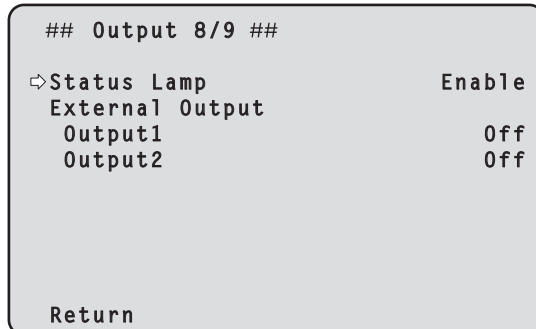 ## Output 8/9 ##
⇨Status Lamp Enable
External Output
Output1 Off
Output2 Off
Return